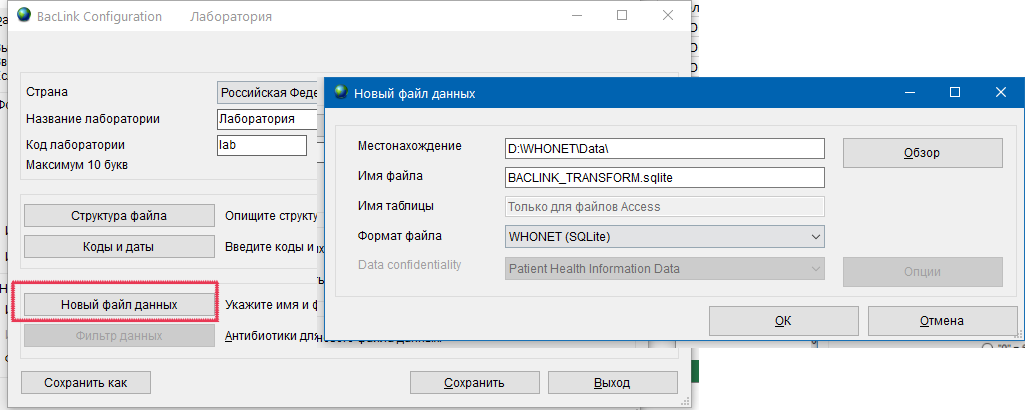 BacLink Configuration Лаборатория
Страна
Российская Феде
Название лаборатории
Лаборатория
Код лаборатории
lab
Максимум 10 букв
Структура файла
Опишите структу
Коды и даты
Введите коды и
Новый файл данных
Укажите имя и ф
Фильтр данных
Антибиотики для
Сохранить как
Сохранить
Выход
Новый файл данных
Местонахождение
D:\WHONET\Data\
Обзор
Имя файла
BACLINK_TRANSFORM.sqlite
Имя таблицы
Только для файлов Access
Формат файла
WHONET (SQLite)
Data confidentiality
Patient Health Information Data
Опции
ОК
Отмена